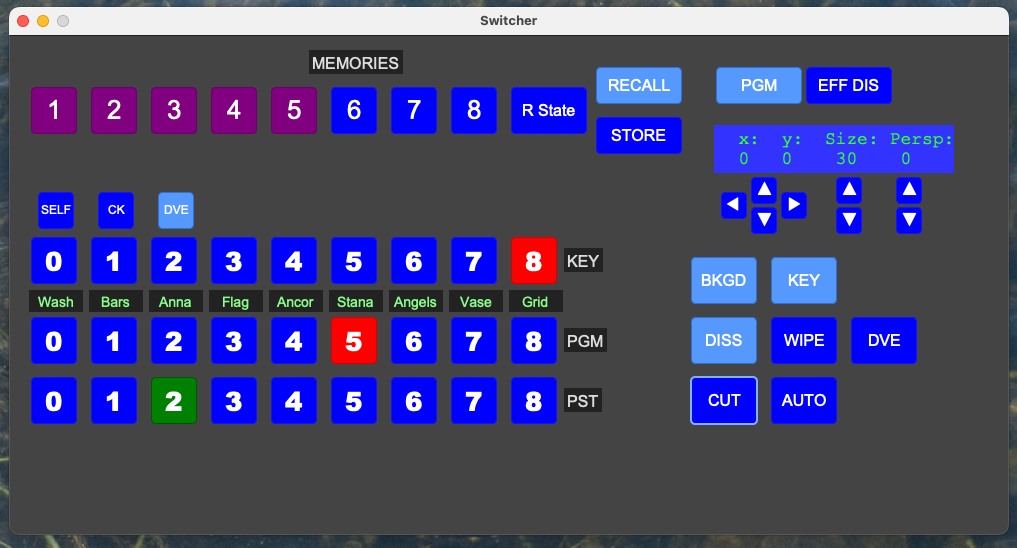 Switcher
MEMORIES
1 2 3 4 5 6 7 8 R State
RECALL
STORE
PGM EFF DIS
x: y: Size: Persp:
0 0 30 0
SELF CK DVE
0 1 2 3 4 5 6 7 8 KEY
Wash Bars Anna Flag Ancor Stana Angels Vase Grid
0 1 2 3 4 5 6 7 8 PGM
0 1 2 3 4 5 6 7 8 PST
BKGD KEY
DISS WIPE DVE
CUT AUTO